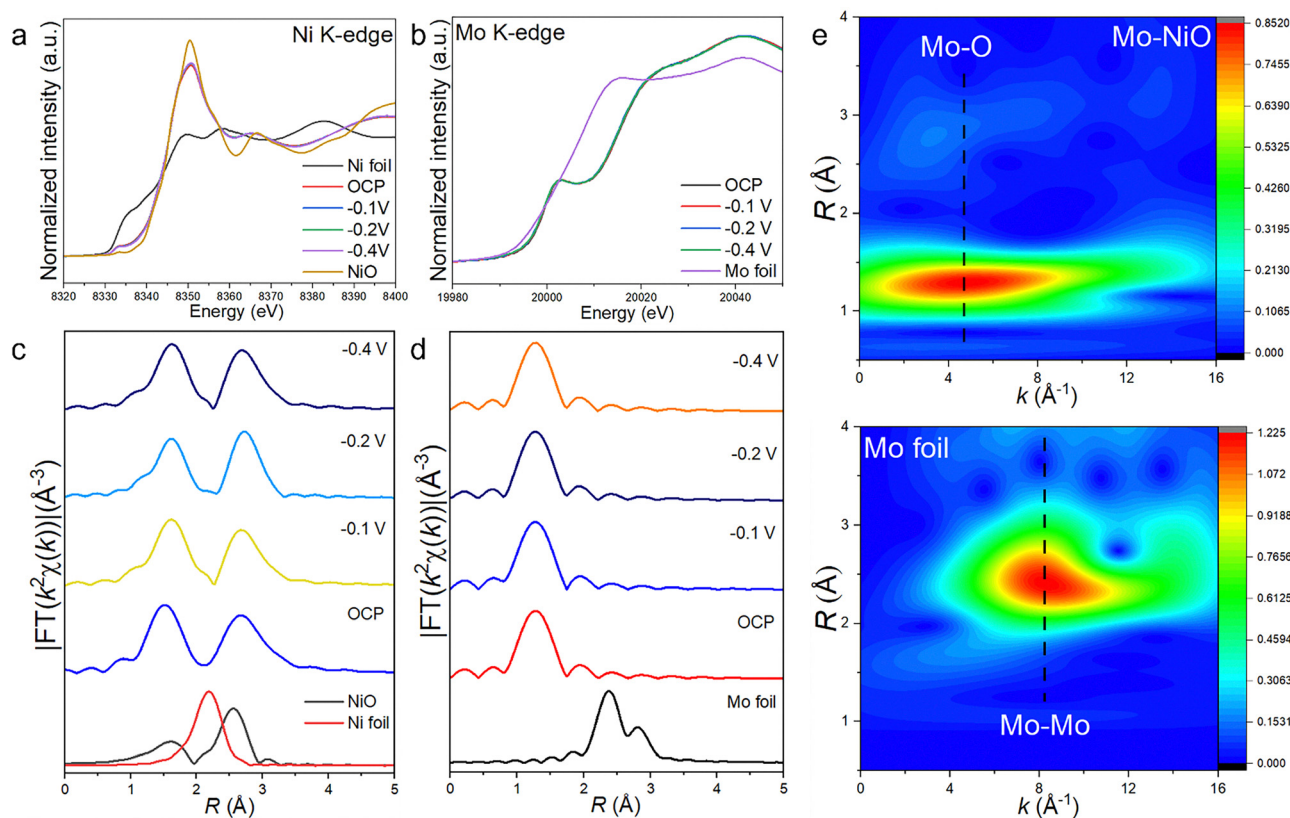 a
Ni K-edge
Normalized intensity (a.u.)
Ni foil
OCP
-0.1V
-0.2V
-0.4V
NiO
8320 8330 8340 8350 8360 8370 8380 8390 8400
Energy (eV)
b
Mo K-edge
Normalized intensity (a.u.)
OCP
-0.1 V
-0.2 V
-0.4 V
Mo foil
19980 20000 20020 20040
Energy (eV)
c
|FT(k²χ(k))|(Å⁻³)
-0.4 V
-0.2 V
-0.1 V
OCP
NiO
Ni foil
0 1 2 3 4 5
R (Å)
d
|FT(k²χ(k))|(Å⁻³)
-0.4 V
-0.2 V
-0.1 V
OCP
Mo foil
0 1 2 3 4 5
R (Å)
e
Mo-O
Mo-NiO
R (Å)
4
3
2
1
0 4 8 12 16
k (Å⁻¹)
0.8520
0.7455
0.6390
0.5325
0.4260
0.3195
0.2130
0.1065
0.000
Mo foil
Mo-Mo
R (Å)
4
3
2
1
0 4 8 12 16
k (Å⁻¹)
1.225
1.072
0.9188
0.7656
0.6125
0.4594
0.3063
0.1531
0.000